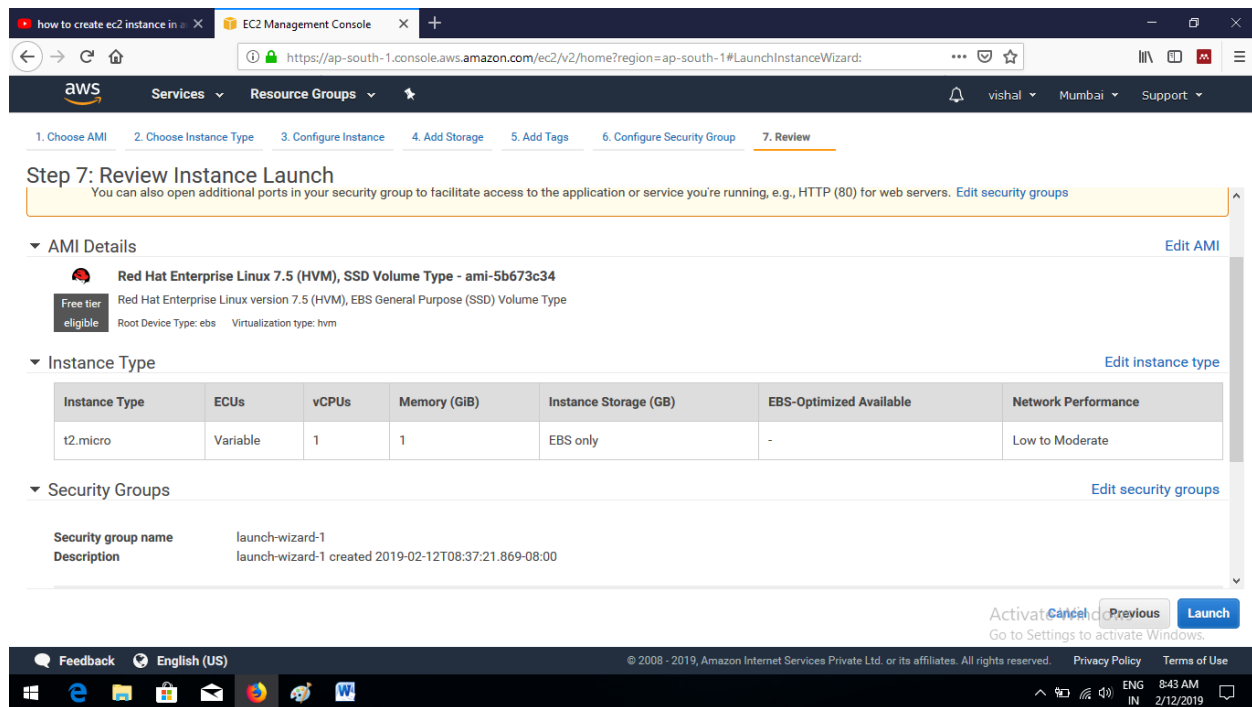 how to create ec2 instance in a
EC2 Management Console
https://ap-south-1.console.aws.amazon.com/ec2/v2/home?region=ap-south-1#LaunchInstanceWizard:
aws Services Resource Groups vishal Mumbai Support
1. Choose AMI 2. Choose Instance Type 3. Configure Instance 4. Add Storage 5. Add Tags 6. Configure Security Group 7. Review
Step 7: Review Instance Launch
You can also open additional ports in your security group to facilitate access to the application or service you're running, e.g., HTTP (80) for web servers. Edit security groups
AMI Details Edit AMI
Red Hat Enterprise Linux 7.5 (HVM), SSD Volume Type - ami-5b673c34
Free tier eligible
Red Hat Enterprise Linux version 7.5 (HVM), EBS General Purpose (SSD) Volume Type
Root Device Type: ebs Virtualization type: hvm
Instance Type Edit instance type
Instance Type ECUs vCPUs Memory (GiB) Instance Storage (GB) EBS-Optimized Available Network Performance
t2.micro Variable 1 1 EBS only - Low to Moderate
Security Groups Edit security groups
Security group name launch-wizard-1
Description launch-wizard-1 created 2019-02-12T08:37:21.869-08:00
Activate Windows
Cancel Previous Launch
Go to Settings to activate Windows.
Feedback English (US) © 2008 - 2019, Amazon Internet Services Private Ltd. or its affiliates. All rights reserved. Privacy Policy Terms of Use
ENG 8:43 AM
IN 2/12/2019